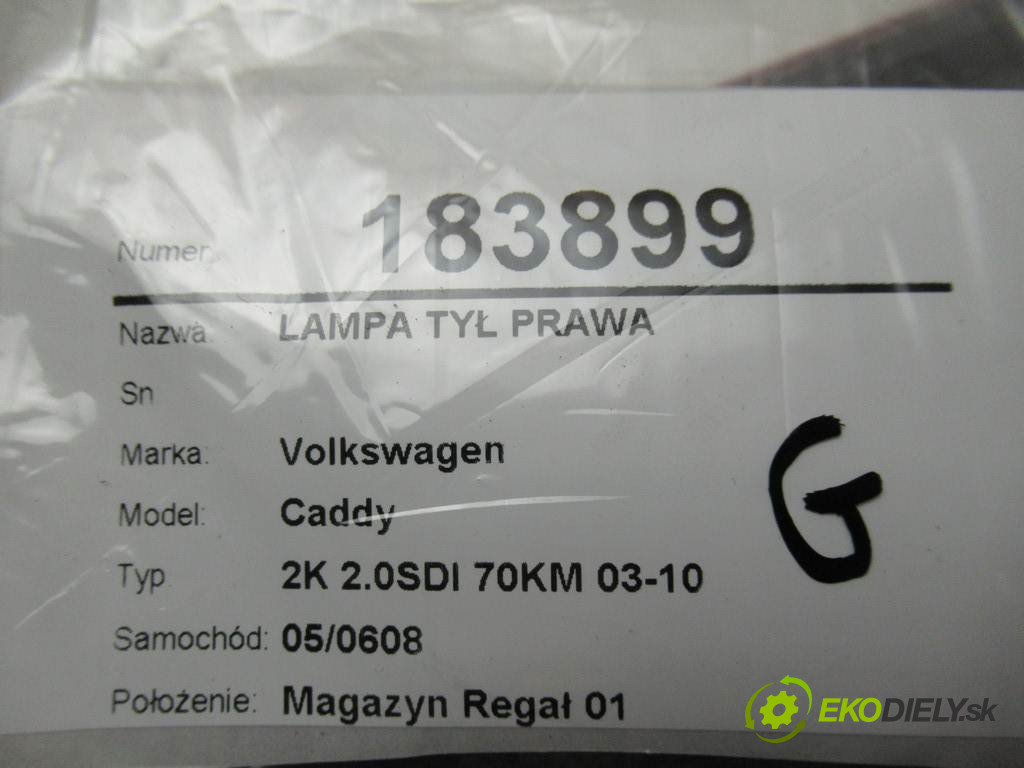 Numer: 183899
Nazwa: LAMPA TYŁ PRAWA
Sn
Marka: Volkswagen
Model: Caddy
Typ 2K 2.0SDI 70KM 03-10
Samochód: 05/0608
Położenie: Magazyn Regał 01
G
EKODIELY.sk